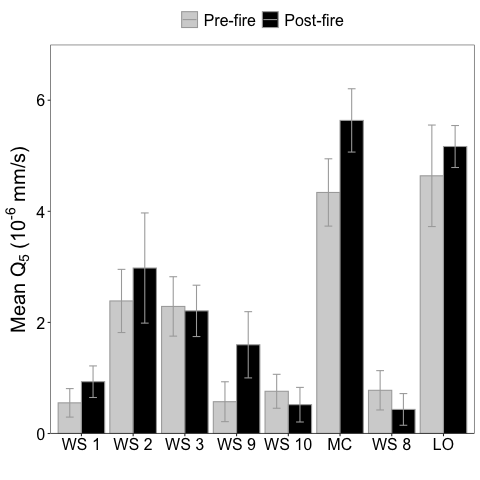 Pre-fire Post-fire
Mean Q5 (10-6 mm/s)
6
4
2
0
WS 1 WS 2 WS 3 WS 9 WS 10 MC WS 8 LO